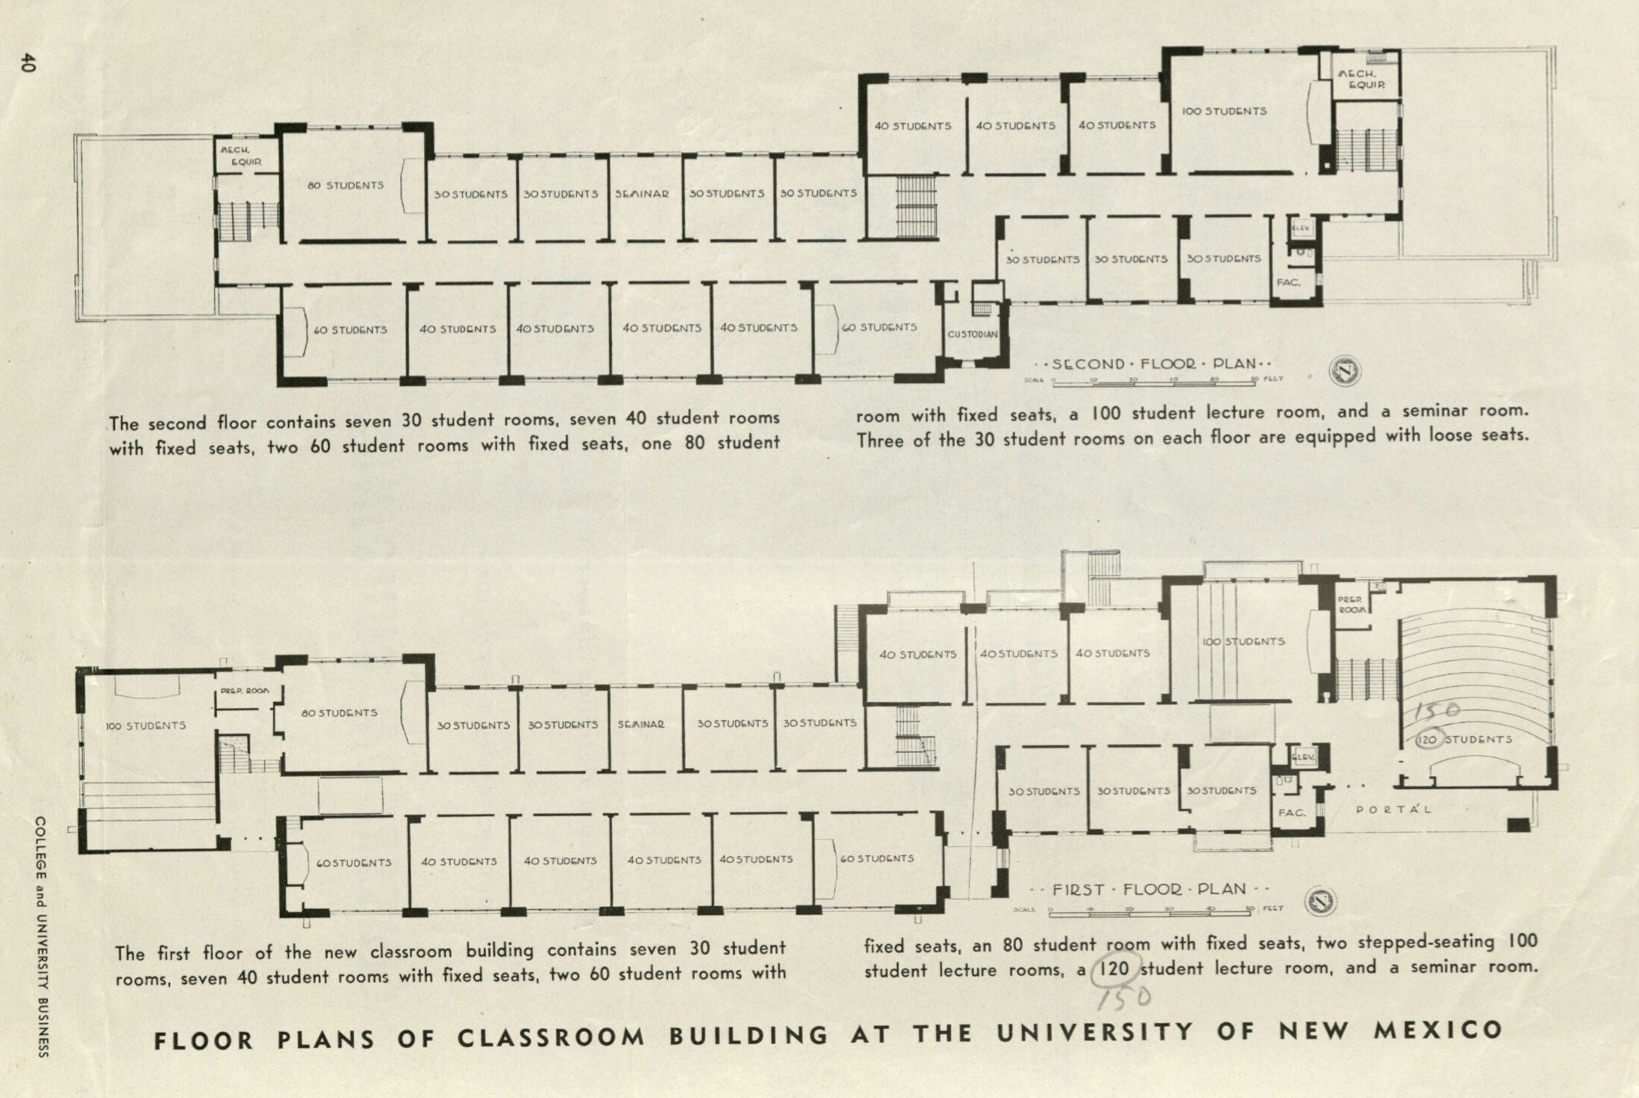 40
MECH.
EQUIP.
100 STUDENTS
40 STUDENTS
40 STUDENTS
40 STUDENTS
MECH.
EQUIP.
80 STUDENTS
30 STUDENTS
30 STUDENTS
SEMINAR
30 STUDENTS
30 STUDENTS
ELEV.
30 STUDENTS
30 STUDENTS
30 STUDENTS
FAC.
60 STUDENTS
40 STUDENTS
40 STUDENTS
40 STUDENTS
40 STUDENTS
60 STUDENTS
CUSTODIAN
· · SECOND · FLOOR · PLAN · ·
SCALE 0 10 20 30 40 50 FEET
N
The second floor contains seven 30 student rooms, seven 40 student rooms
with fixed seats, two 60 student rooms with fixed seats, one 80 student
room with fixed seats, a 100 student lecture room, and a seminar room.
Three of the 30 student rooms on each floor are equipped with loose seats.
PREP.
ROOM
40 STUDENTS
40 STUDENTS
40 STUDENTS
100 STUDENTS
PREP. ROOM
100 STUDENTS
80 STUDENTS
30 STUDENTS
30 STUDENTS
SEMINAR
30 STUDENTS
30 STUDENTS
150
120 STUDENTS
ELEV.
30 STUDENTS
30 STUDENTS
30 STUDENTS
FAC.
PORTAL
60 STUDENTS
40 STUDENTS
40 STUDENTS
40 STUDENTS
40 STUDENTS
60 STUDENTS
· · FIRST · FLOOR · PLAN · ·
SCALE 0 10 20 30 40 50 FEET
N
The first floor of the new classroom building contains seven 30 student
rooms, seven 40 student rooms with fixed seats, two 60 student rooms with
fixed seats, an 80 student room with fixed seats, two stepped-seating 100
student lecture rooms, a 120 student lecture room, and a seminar room.
150
FLOOR PLANS OF CLASSROOM BUILDING AT THE UNIVERSITY OF NEW MEXICO
COLLEGE and UNIVERSITY BUSINESS